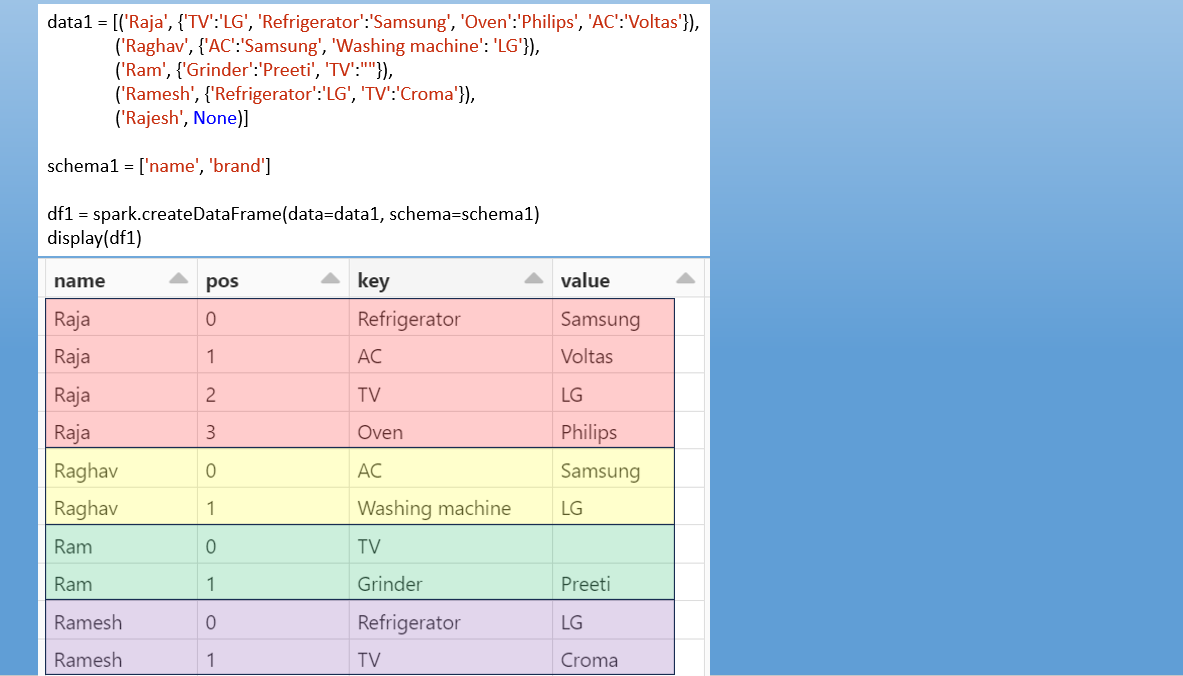 data1 = [('Raja', {'TV':'LG', 'Refrigerator':'Samsung', 'Oven':'Philips', 'AC':'Voltas'}),
('Raghav', {'AC':'Samsung', 'Washing machine': 'LG'}),
('Ram', {'Grinder':'Preeti', 'TV':""}),
('Ramesh', {'Refrigerator':'LG', 'TV':'Croma'}),
('Rajesh', None)]
schema1 = ['name', 'brand']
df1 = spark.createDataFrame(data=data1, schema=schema1)
display(df1)
name pos key value
Raja 0 Refrigerator Samsung
Raja 1 AC Voltas
Raja 2 TV LG
Raja 3 Oven Philips
Raghav 0 AC Samsung
Raghav 1 Washing machine LG
Ram 0 TV
Ram 1 Grinder Preeti
Ramesh 0 Refrigerator LG
Ramesh 1 TV Croma